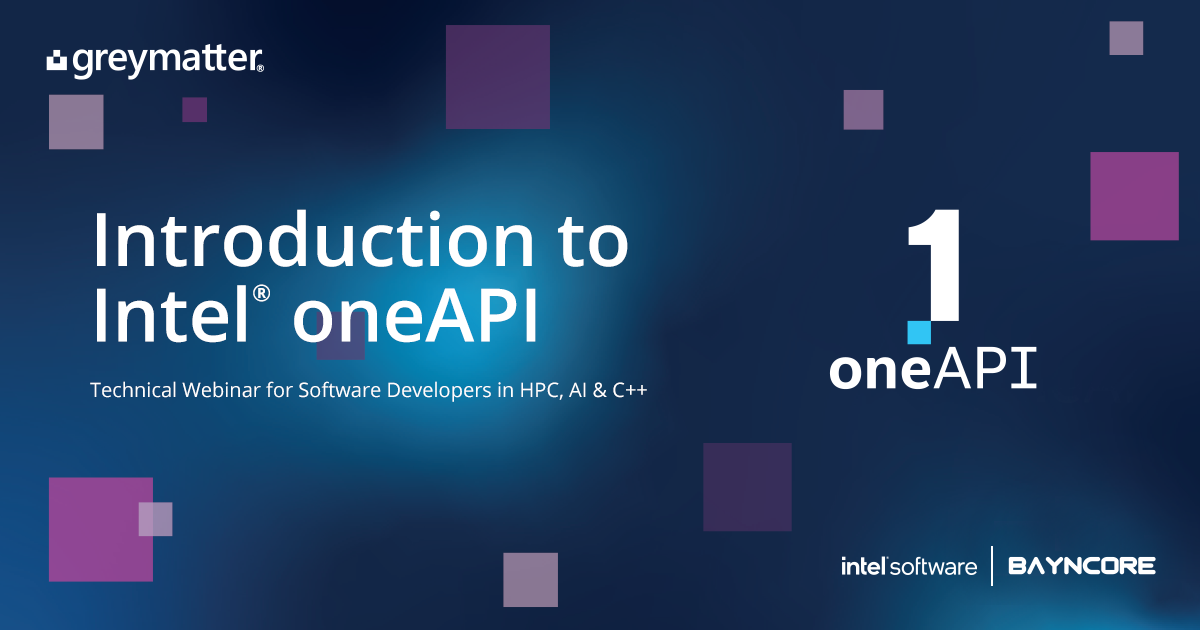 greymatter®
Introduction to
Intel® oneAPI
Technical Webinar for Software Developers in HPC, AI & C++
1
oneAPI
intel software | BAYNCORE